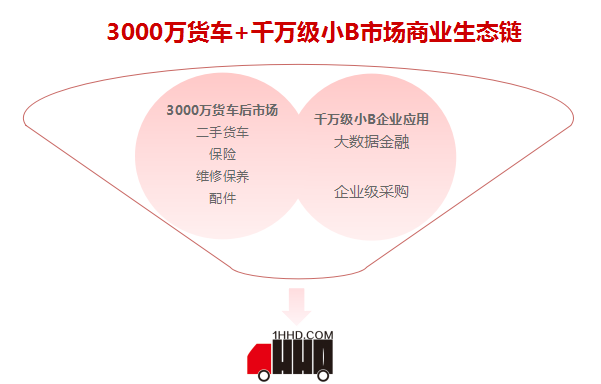 3000万货车+千万级小B市场商业生态链
3000万货车后市场
二手货车
保险
维修保养
配件
千万级小B企业应用
大数据金融
企业级采购
1HHD.COM
HHD